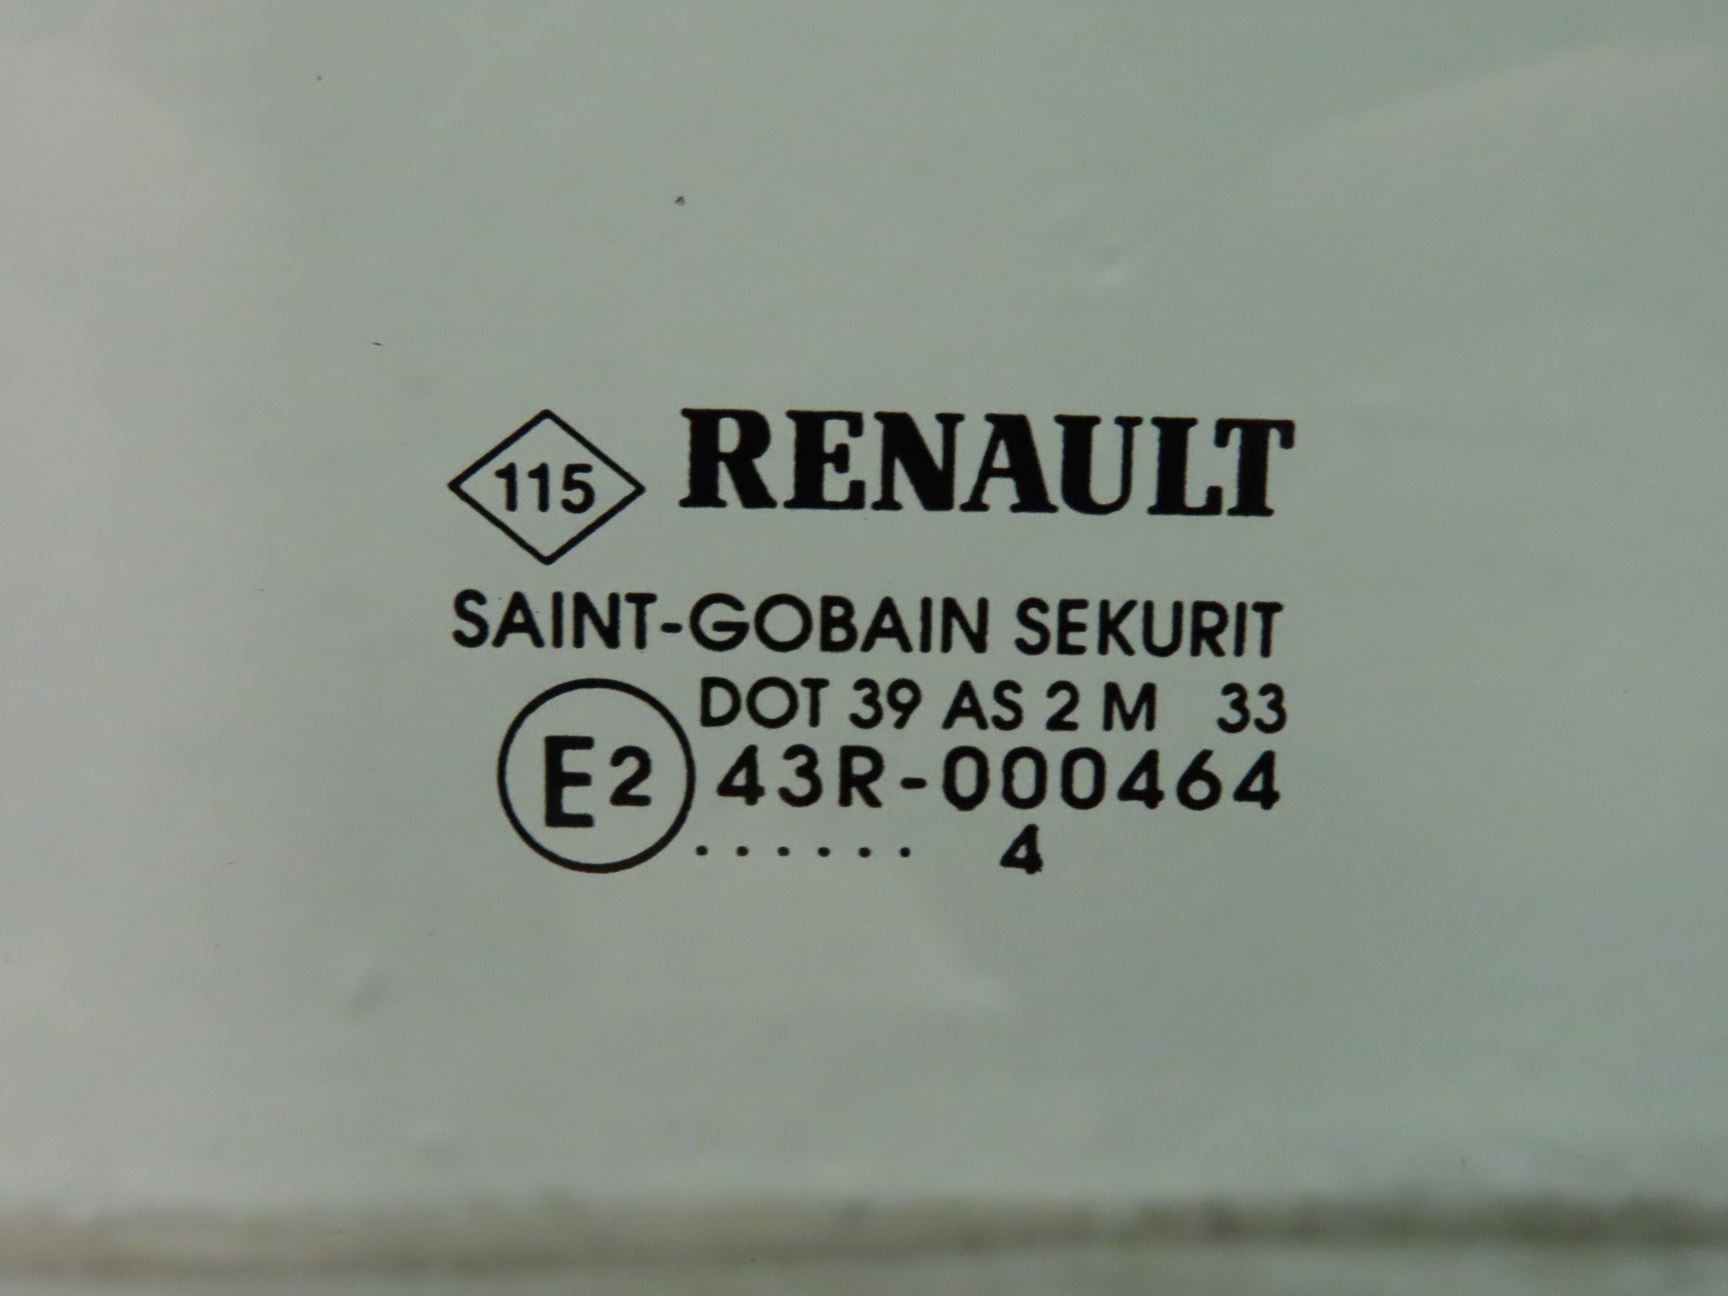 115 RENAULT
SAINT-GOBAIN SEKURIT
DOT 39 AS 2 M 33
E2 43R-000464
...... 4